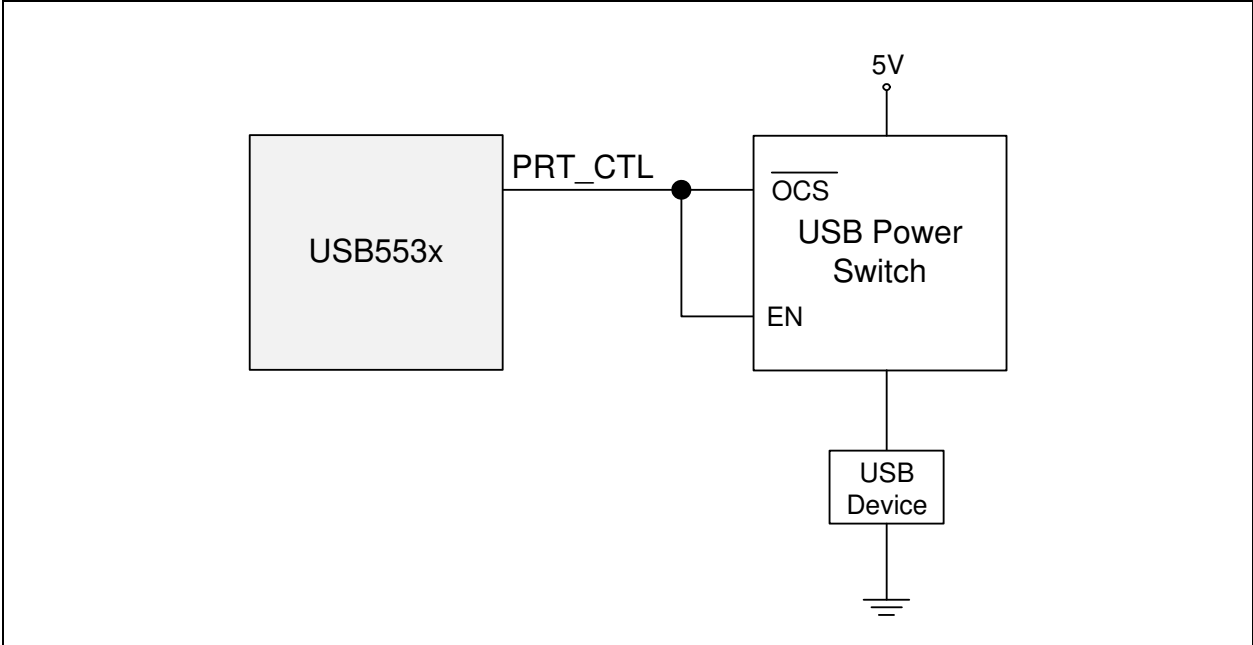 5V
PRT_CTL
OCS
USB553x
USB Power
Switch
EN
USB
Device